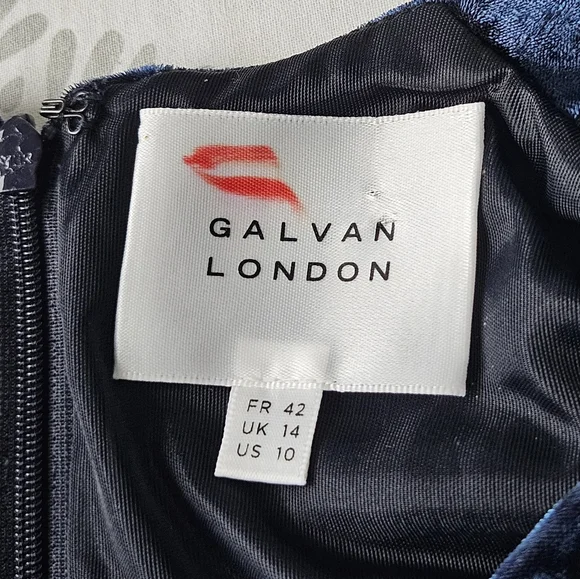 GALVAN
LONDON
FR 42
UK 14
US 10